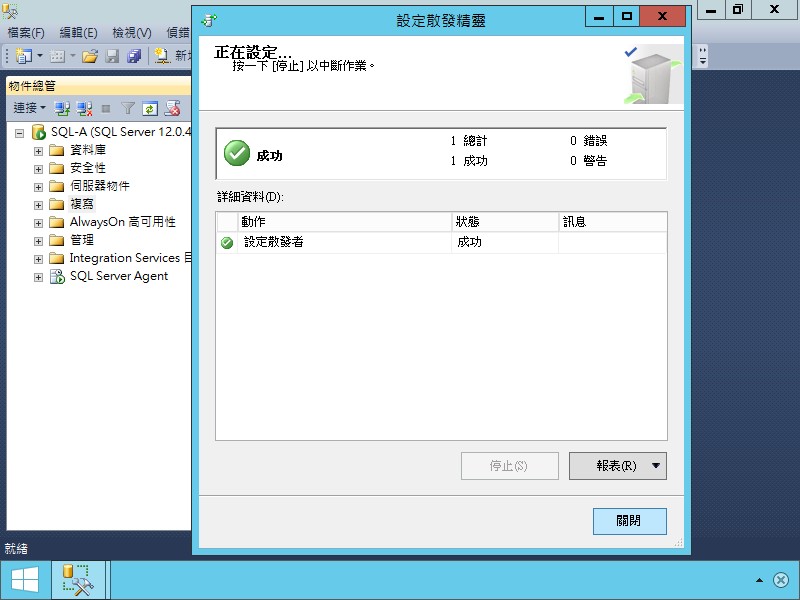 設定散發精靈
檔案(F) 編輯(E) 檢視(V) 偵錯
新
正在設定...
按一下 [停止] 以中斷作業。
物件總管
連接
SQL-A (SQL Server 12.0.4
資料庫
安全性
伺服器物件
複寫
AlwaysOn 高可用性
管理
Integration Services 目
SQL Server Agent
成功
1 總計
0 錯誤
1 成功
0 警告
詳細資料(D):
動作 狀態 訊息
設定散發者 成功
停止(S) 報表(R)
關閉
就緒